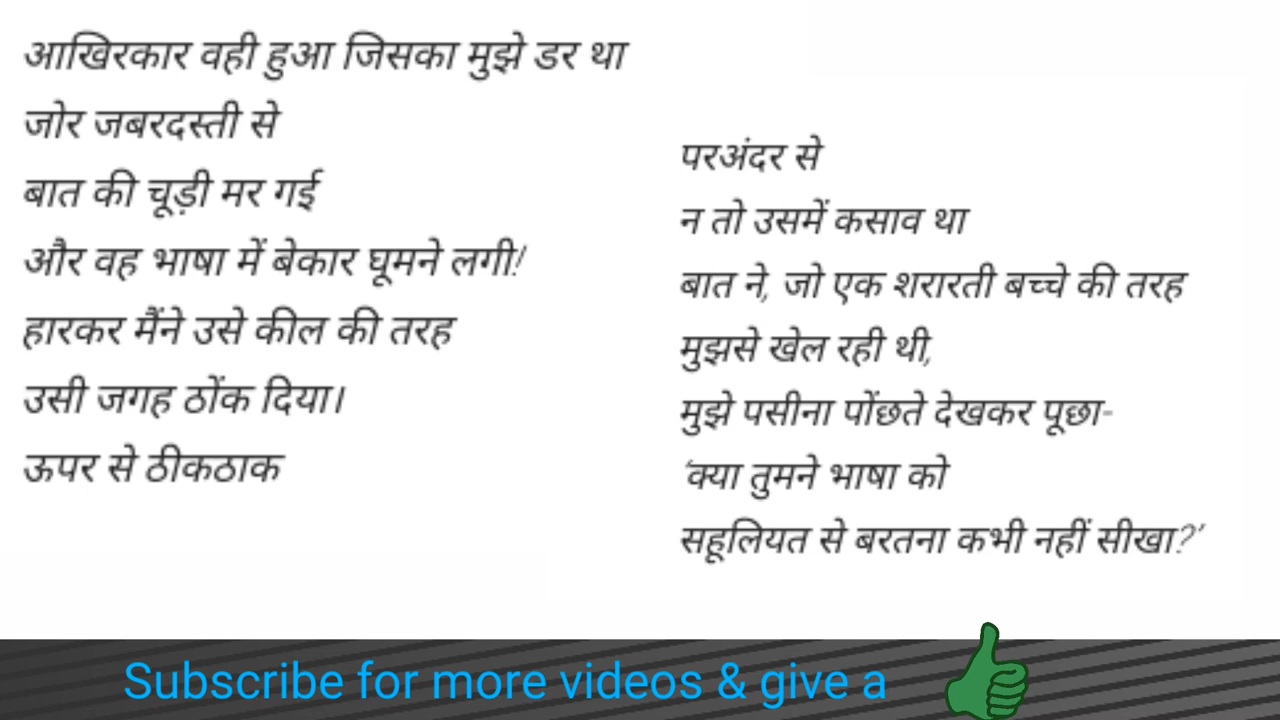 आखिरकार वही हुआ जिसका मुझे डर था
जोर जबरदस्ती से
बात की चूड़ी मर गई
और वह भाषा में बेकार घूमने लगी!
हारकर मैंने उसे कील की तरह
उसी जगह ठोंक दिया।
ऊपर से ठीकठाक
परअंदर से
न तो उसमें कसाव था
बात ने, जो एक शरारती बच्चे की तरह
मुझसे खेल रही थी,
मुझे पसीना पोंछते देखकर पूछा-
‘क्या तुमने भाषा को
सहूलियत से बरतना कभी नहीं सीखा?’
Subscribe for more videos & give a